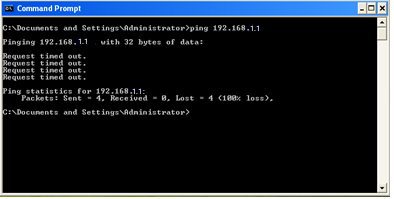 Command Prompt
C:\Documents and Settings\Administrator>ping 192.168.1.1
Pinging 192.168.1.1 with 32 bytes of data:
Request timed out.
Request timed out.
Request timed out.
Request timed out.
Ping statistics for 192.168.1.1:
Packets: Sent = 4, Received = 0, Lost = 4 (100% loss),
C:\Documents and Settings\Administrator>